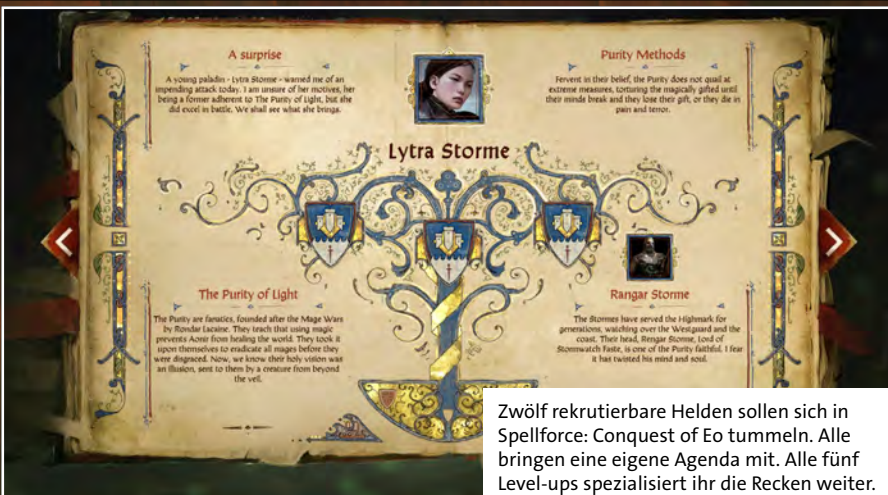 A surprise
A young paladin - Lytra Storme - warned me of an
impending attack today. I am unsure of her motives, her
being a former adherent to The Purity of Light, but she
did excel in battle. We shall see what she brings.
Purity Methods
Fervent in their belief, the Purity does not quail at
extreme measures, torturing the magically gifted until
their minds break and they lose their gift, or they die in
pain and terror.
Lytra Storme
The Purity of Light
The Purity are fanatics, founded after the Mage Wars
by Rondar Lacaine. They teach that using magic
prevents Aonir from healing the world. They took it
upon themselves to eradicate all mages before they
were disgraced. Now, we know their holy vision was
an illusion, sent to them by a creature from beyond
the veil.
Rangar Storme
The Stormes have served the Highmark for
generations, watching over the Westguard and the
coast. Their head, Rengar Storme, Lord of
Stormwatch Faste, is one of the Purity faithful. I fear
it has twisted his mind and soul.
Zwölf rekrutierbare Helden sollen sich in
Spellforce: Conquest of Eo tummeln. Alle
bringen eine eigene Agenda mit. Alle fünf
Level-ups spezialisiert ihr die Recken weiter.